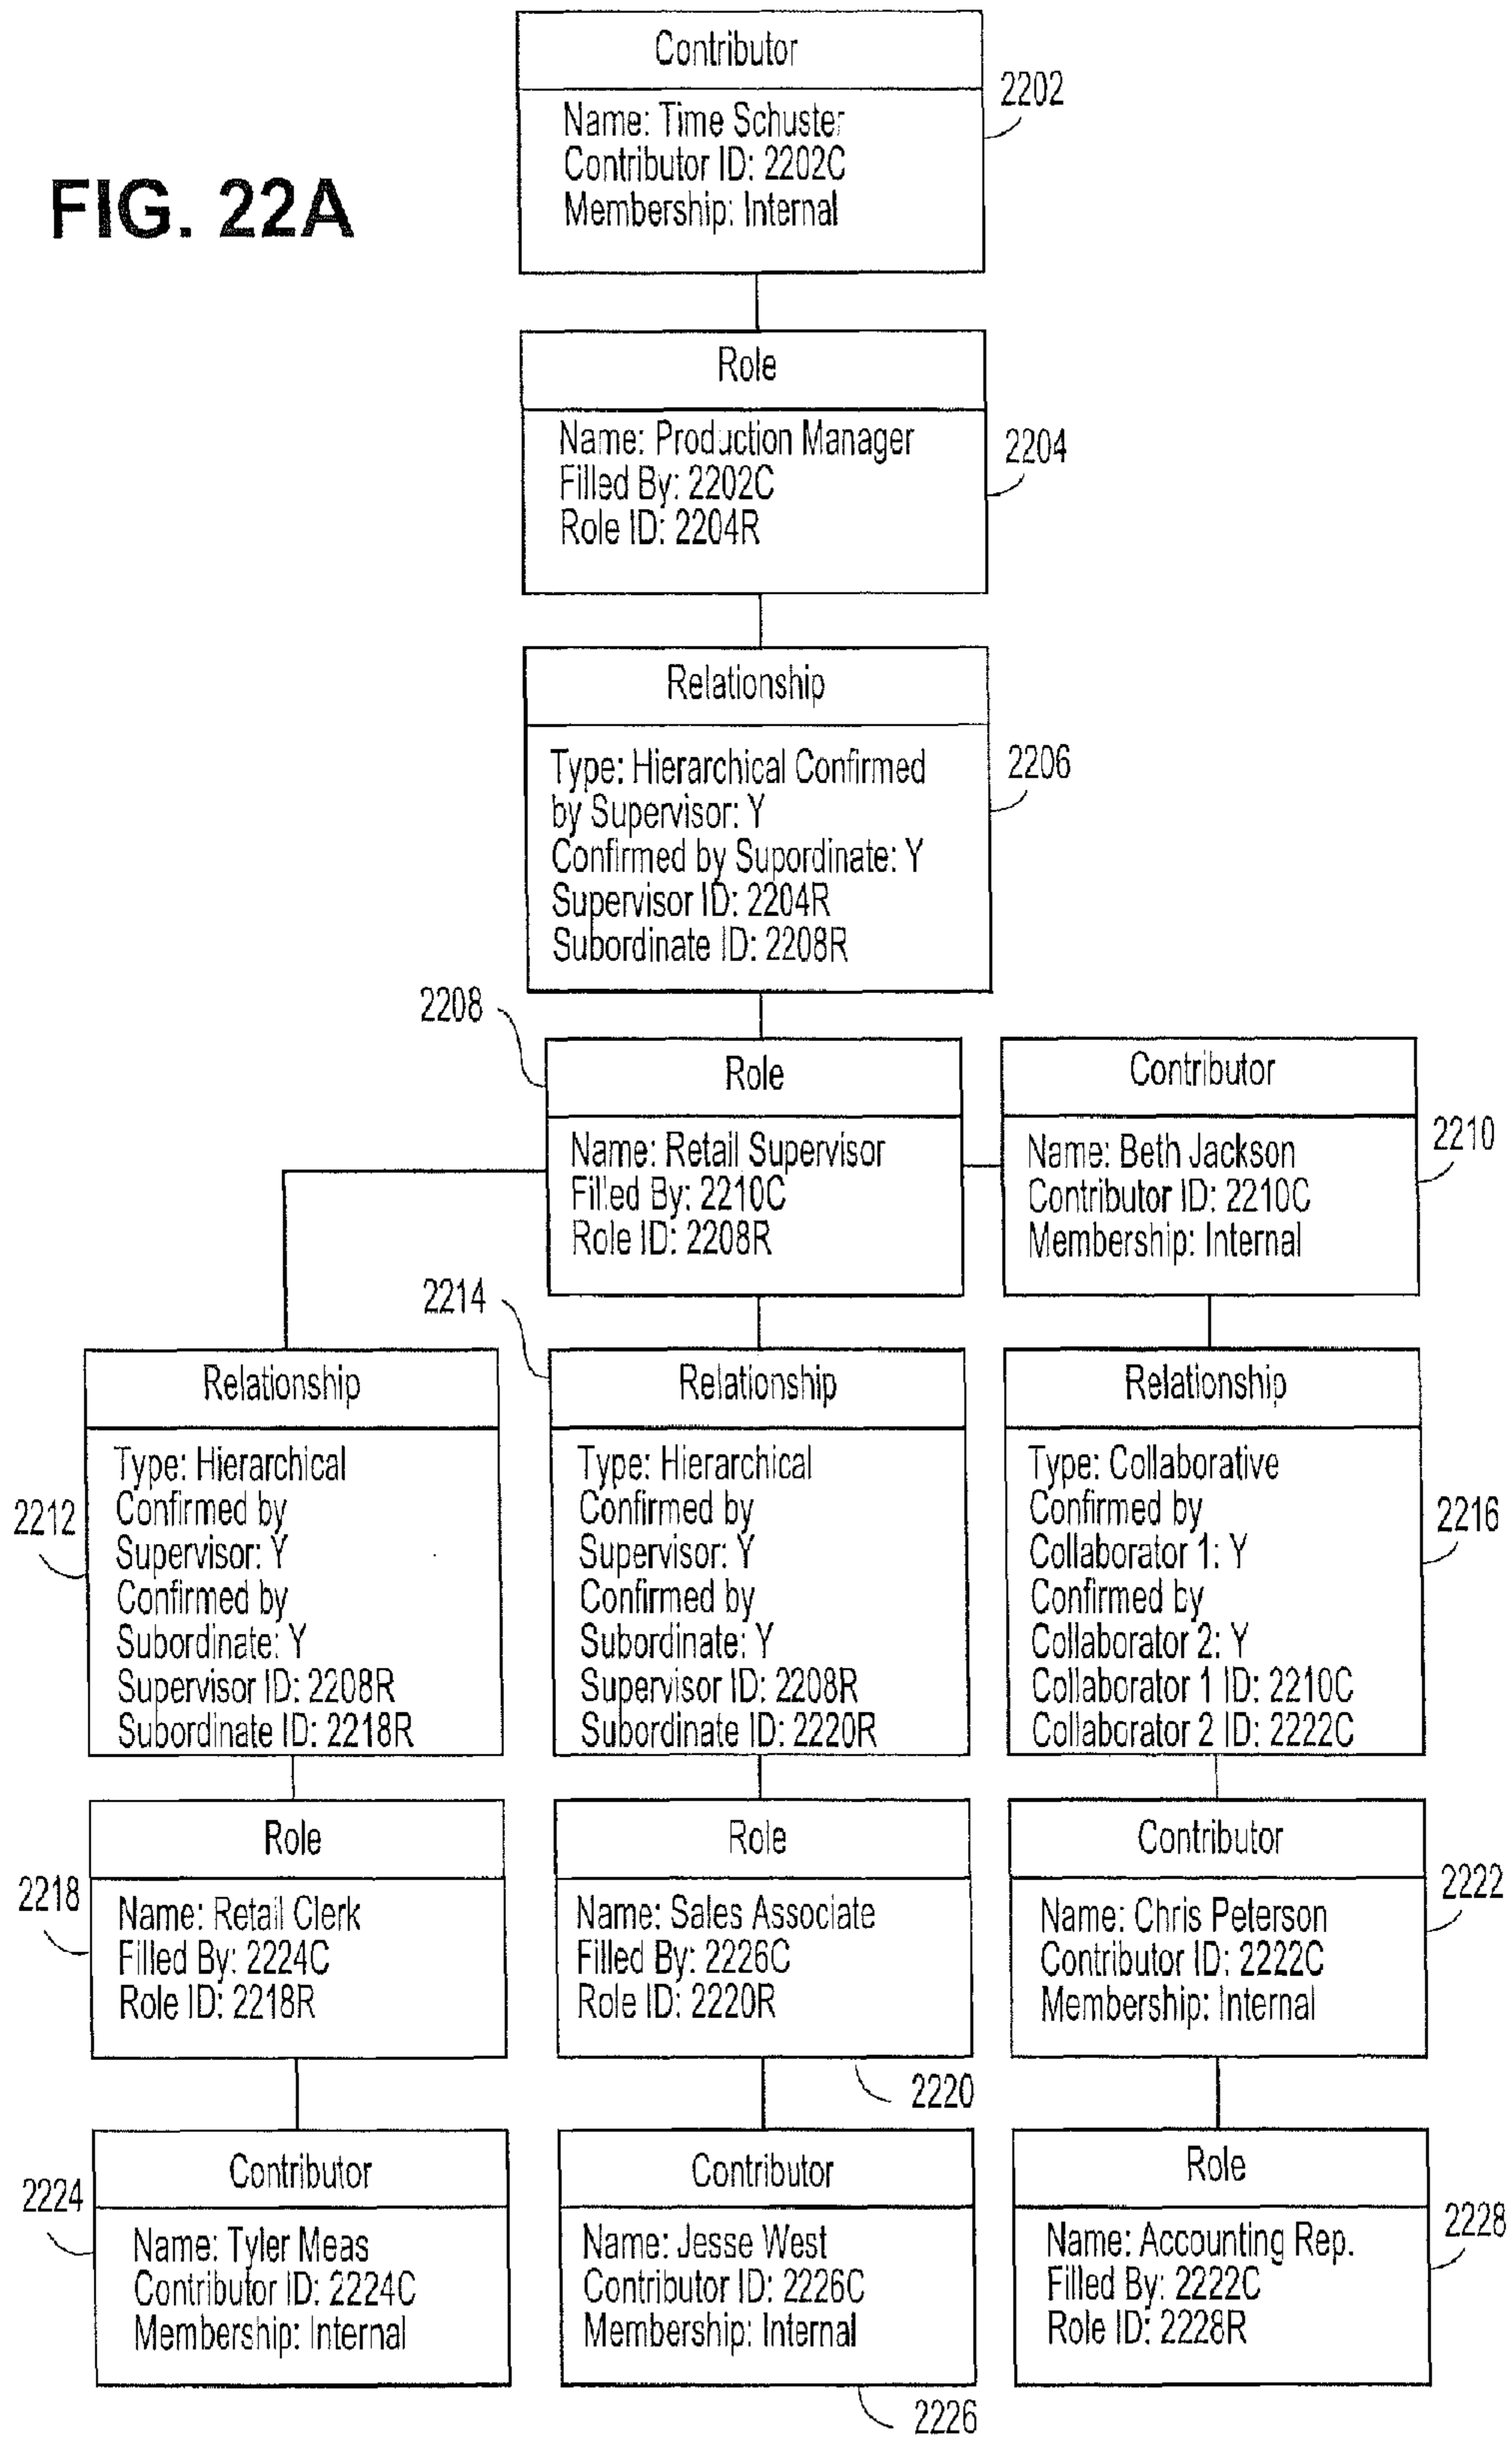 FIG. 22A
Contributor
Name: Time Schuster
Contributor ID: 2202C
Membership: Internal
2202
Role
Name: Production Manager
Filled By: 2202C
Role ID: 2204R
2204
Relationship
Type: Hierarchical Confirmed
by Supervisor: Y
Confirmed by Supordinate: Y
Supervisor ID: 2204R
Subordinate ID: 2208R
2206
2208
Role
Name: Retail Supervisor
Filled By: 2210C
Role ID: 2208R
Contributor
Name: Beth Jackson
Contributor ID: 2210C
Membership: Internal
2210
2212
Relationship
Type: Hierarchical
Confirmed by
Supervisor: Y
Confirmed by
Subordinate: Y
Supervisor ID: 2208R
Subordinate ID: 2218R
2214
Relationship
Type: Hierarchical
Confirmed by
Supervisor: Y
Confirmed by
Subordinate: Y
Supervisor ID: 2208R
Subordinate ID: 2220R
Relationship
Type: Collaborative
Confirmed by
Collaborator 1: Y
Confirmed by
Collaborator 2: Y
Collaborator 1 ID: 2210C
Collaborator 2 ID: 2222C
2216
2218
Role
Name: Retail Clerk
Filled By: 2224C
Role ID: 2218R
Role
Name: Sales Associate
Filled By: 2226C
Role ID: 2220R
2220
Contributor
Name: Chris Peterson
Contributor ID: 2222C
Membership: Internal
2222
2224
Contributor
Name: Tyler Meas
Contributor ID: 2224C
Membership: Internal
Contributor
Name: Jesse West
Contributor ID: 2226C
Membership: Internal
2226
Role
Name: Accounting Rep.
Filled By: 2222C
Role ID: 2228R
2228